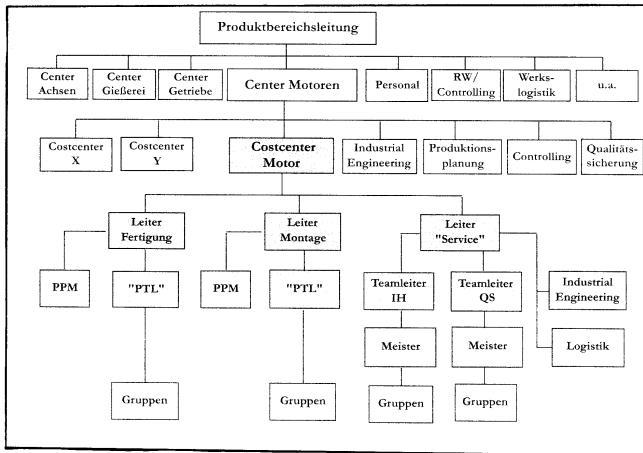 Produktbereichsleitung
Center
Achsen
Center
Gießerei
Center
Getriebe
Center Motoren
Personal
RW/
Controlling
Werks-
logistik
u.a.
Costcenter
X
Costcenter
Y
Costcenter
Motor
Industrial
Engineering
Produktions-
planung
Controlling
Qualitäts-
sicherung
Leiter
Fertigung
Leiter
Montage
Leiter
"Service"
PPM
"PTL"
PPM
"PTL"
Teamleiter
IH
Teamleiter
QS
Industrial
Engineering
Meister
Meister
Logistik
Gruppen
Gruppen
Gruppen
Gruppen